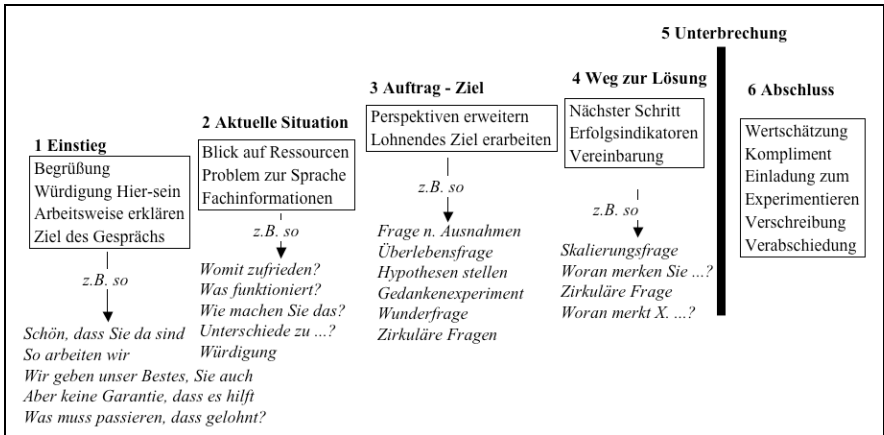 1 Einstieg
Begrüßung
Würdigung Hier-sein
Arbeitsweise erklären
Ziel des Gesprächs
z.B. so
Schön, dass Sie da sind
So arbeiten wir
Wir geben unser Bestes, Sie auch
Aber keine Garantie, dass es hilft
Was muss passieren, dass gelohnt?
2 Aktuelle Situation
Blick auf Ressourcen
Problem zur Sprache
Fachinformationen
z.B. so
Womit zufrieden?
Was funktioniert?
Wie machen Sie das?
Unterschiede zu ...?
Würdigung
3 Auftrag - Ziel
Perspektiven erweitern
Lohnendes Ziel erarbeiten
z.B. so
Frage n. Ausnahmen
Überlebensfrage
Hypothesen stellen
Gedankenexperiment
Wunderfrage
Zirkuläre Fragen
4 Weg zur Lösung
Nächster Schritt
Erfolgsindikatoren
Vereinbarung
z.B. so
Skalierungsfrage
Woran merken Sie ...?
Zirkuläre Frage
Woran merkt X. ...?
5 Unterbrechung
6 Abschluss
Wertschätzung
Kompliment
Einladung zum
Experimentieren
Verschreibung
Verabschiedung